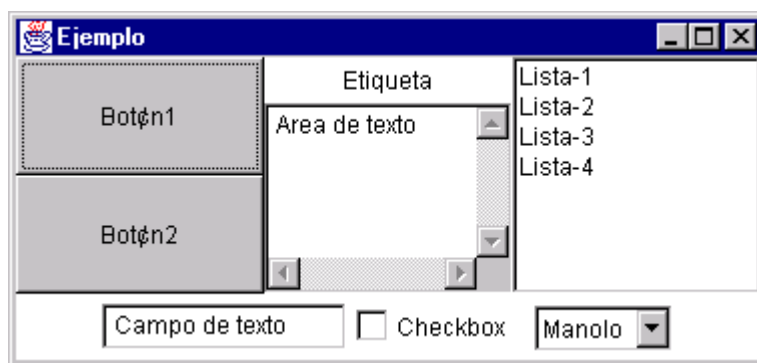 Ejemplo
Bot¢n1
Bot¢n2
Etiqueta
Area de texto
Lista-1
Lista-2
Lista-3
Lista-4
Campo de texto
Checkbox
Manolo